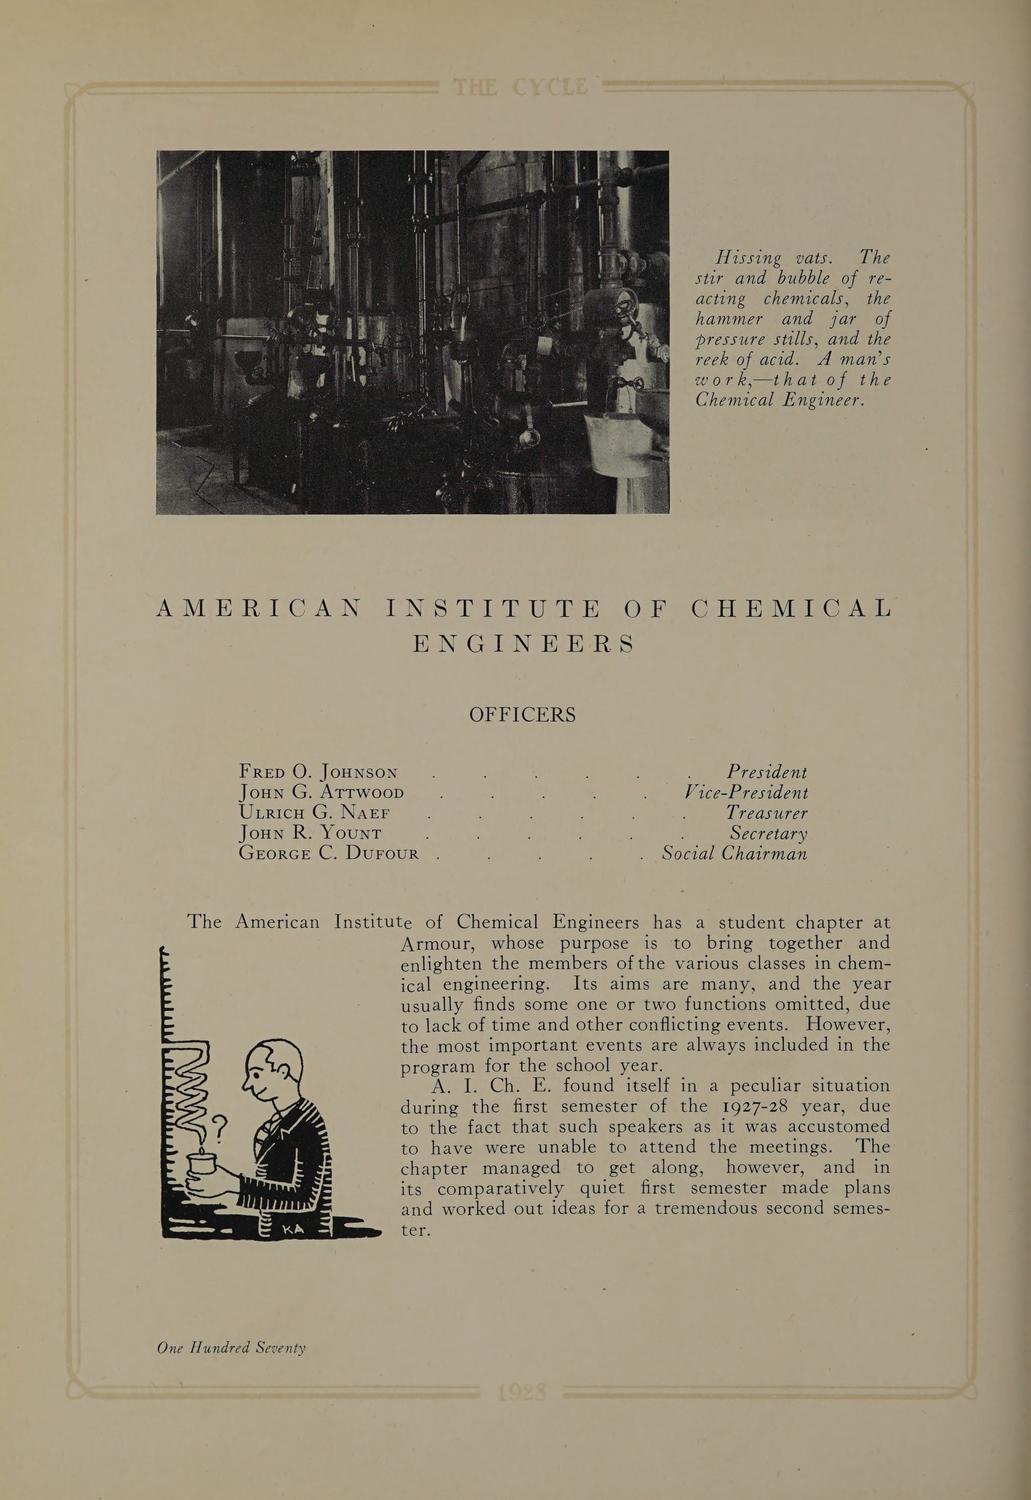 THE CYCLE
Hissing vats. The
stir and bubble of re-
acting chemicals, the
hammer and jar of
pressure stills, and the
reek of acid. A man's
work,—that of the
Chemical Engineer.
AMERICAN INSTITUTE OF CHEMICAL
ENGINEERS
OFFICERS
FRED O. JOHNSON . . . . . . President
JOHN G. ATTWOOD . . . . . Vice-President
ULRICH G. NAEF . . . . . . Treasurer
JOHN R. YOUNT . . . . . . Secretary
GEORGE C. DUFOUR . . . . . Social Chairman
The American Institute of Chemical Engineers has a student chapter at
Armour, whose purpose is to bring together and
enlighten the members of the various classes in chem-
ical engineering. Its aims are many, and the year
usually finds some one or two functions omitted, due
to lack of time and other conflicting events. However,
the most important events are always included in the
program for the school year.
A. I. Ch. E. found itself in a peculiar situation
during the first semester of the 1927-28 year, due
to the fact that such speakers as it was accustomed
to have were unable to attend the meetings. The
chapter managed to get along, however, and in
its comparatively quiet first semester made plans
and worked out ideas for a tremendous second semes-
ter.
?
KA
One Hundred Seventy
1928